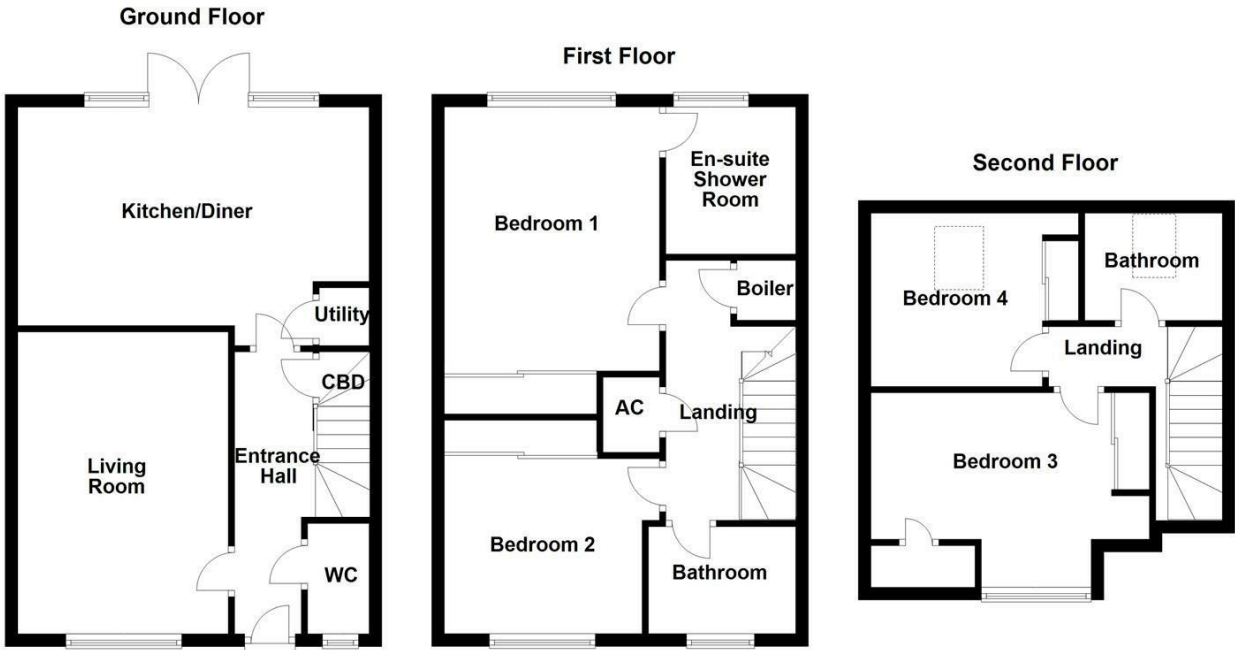 Ground Floor
Kitchen/Diner
Utility
CBD
Entrance
Hall
Living
Room
WC
First Floor
En-suite
Shower
Room
Bedroom 1
Boiler
AC
Landing
Bedroom 2
Bathroom
Second Floor
Bathroom
Bedroom 4
Landing
Bedroom 3